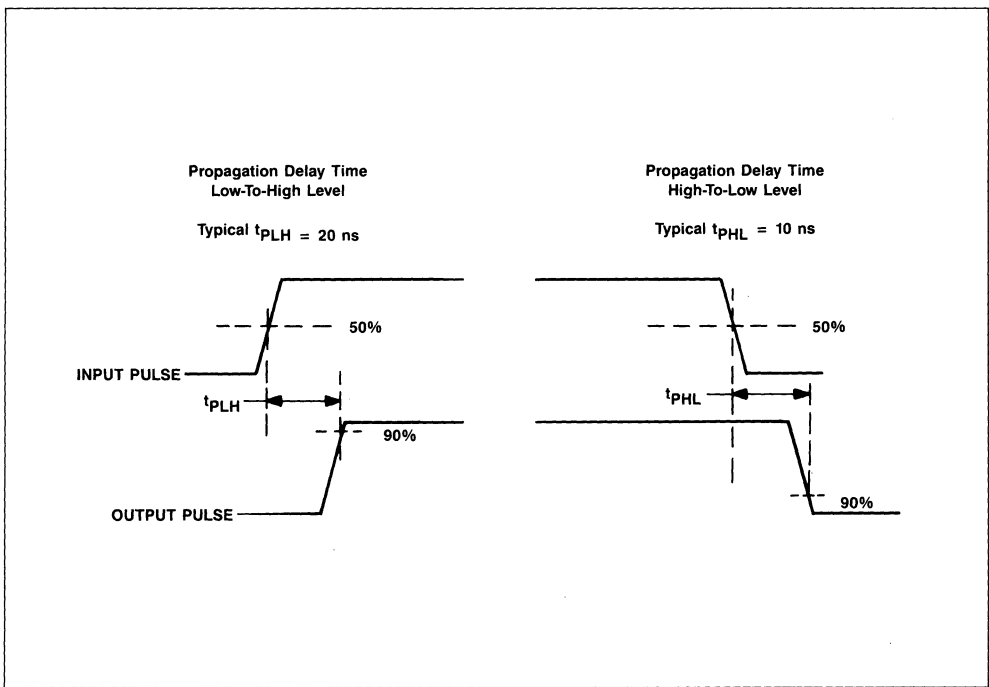 Propagation Delay Time
Low-To-High Level
Typical tPLH = 20 ns
50%
INPUT PULSE
tPLH
90%
OUTPUT PULSE
Propagation Delay Time
High-To-Low Level
Typical tPHL = 10 ns
50%
tPHL
90%